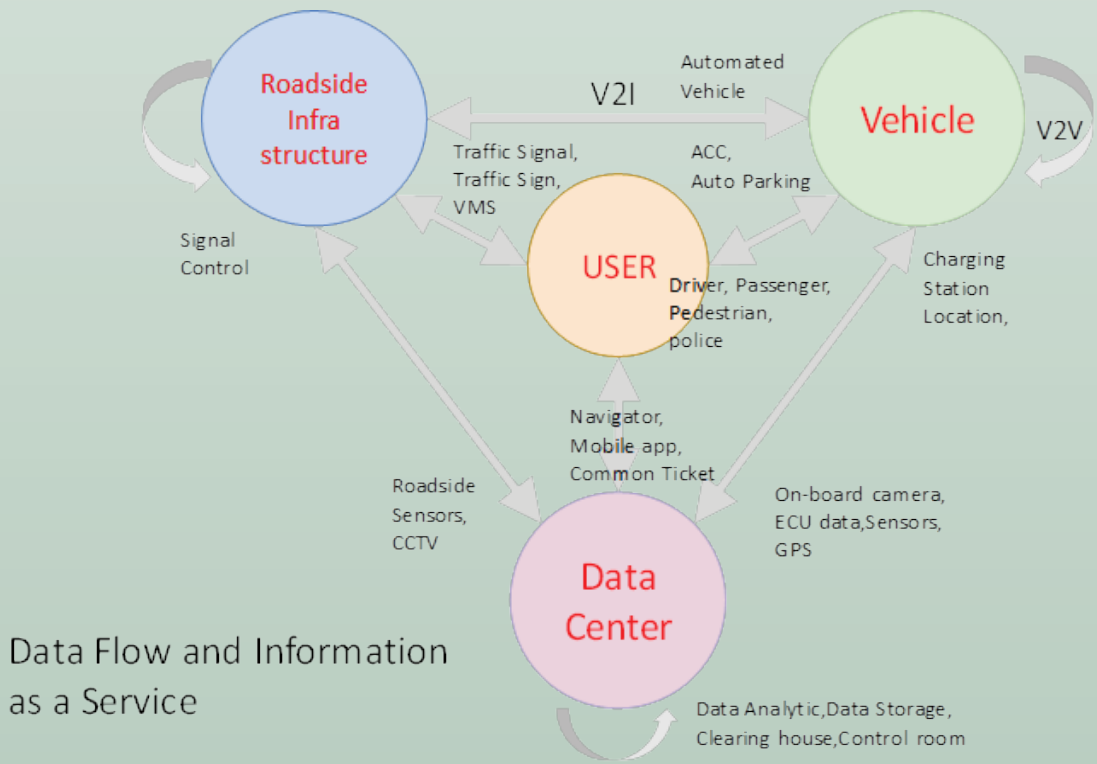 Roadside
Infra
structure
V2I
Automated
Vehicle
Vehicle
V2V
Traffic Signal,
Traffic Sign,
VMS
ACC,
Auto Parking
Signal
Control
USER
Driver, Passenger,
Pedestrian,
police
Charging
Station
Location,
Navigator,
Mobile app,
Common Ticket
Roadside
Sensors,
CCTV
On-board camera,
ECU data,Sensors,
GPS
Data
Center
Data Flow and Information
as a Service
Data Analytic,Data Storage,
Clearing house,Control room